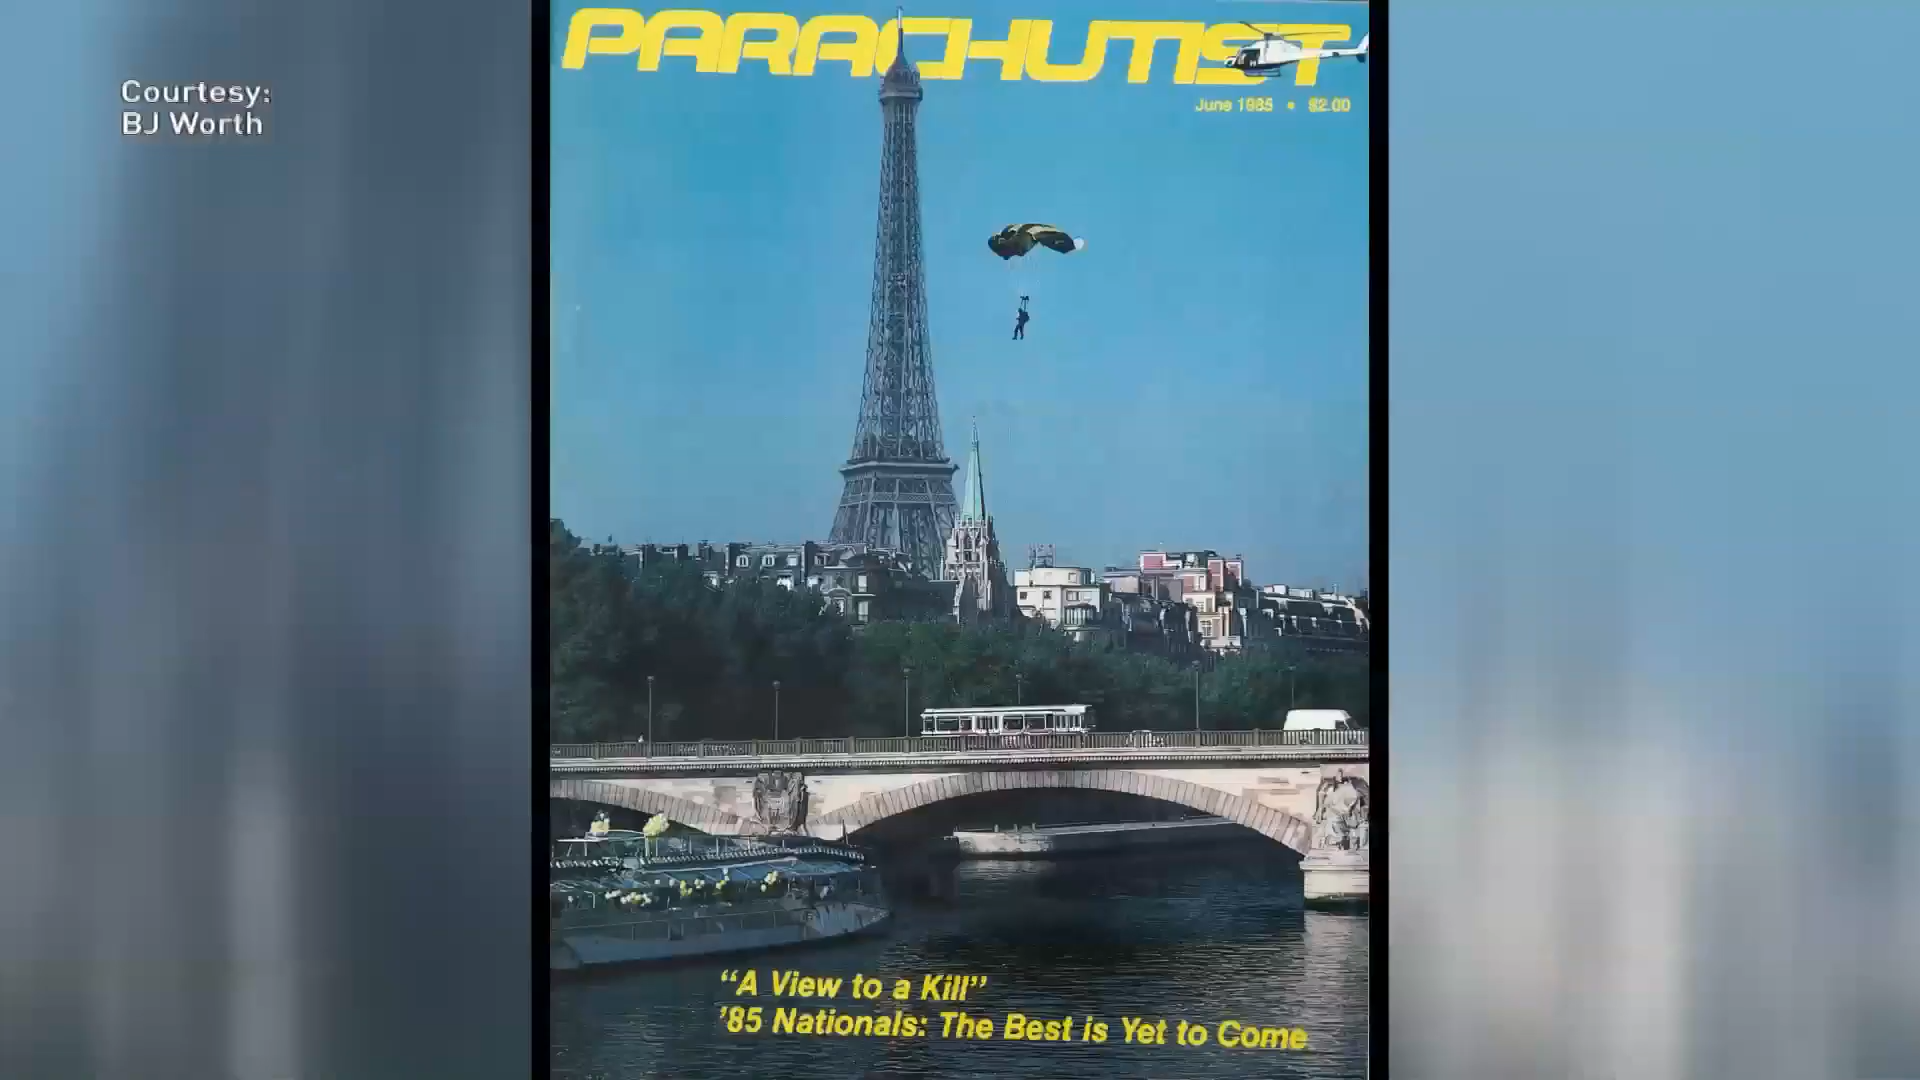 PARACHUTIST
June 1985 • $2.00
Courtesy:
BJ Worth
"A View to a Kill"
'85 Nationals: The Best is Yet to Come